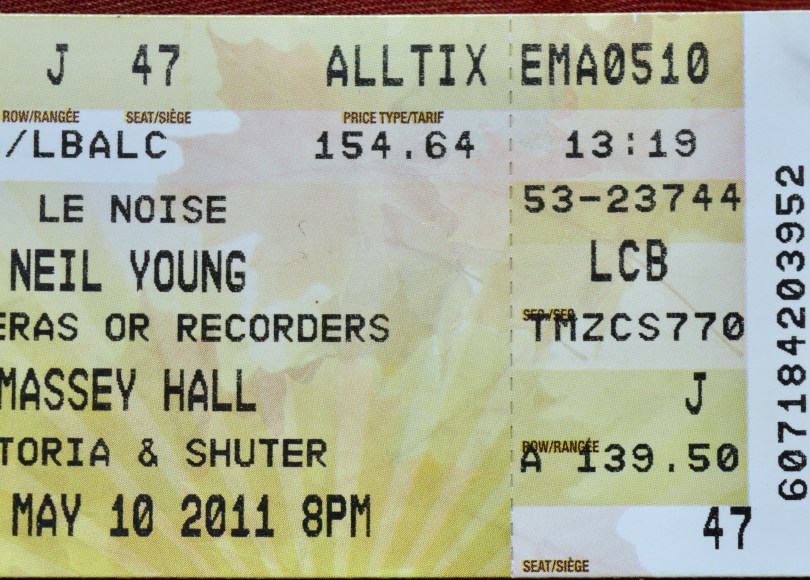 J 47 ALLTIX
ROW/RANGÉE SEAT/SIÈGE PRICE TYPE/TARIF
/LBALC 154.64
LE NOISE
NEIL YOUNG
ERAS OR RECORDERS
MASSEY HALL
TORIA & SHUTER
MAY 10 2011 8PM
EMA0510
13:19
53-23744
LCB
SEC/SEC
TMZCS770
J
ROW/RANGÉE
A 139.50
47
SEAT/SIÈGE
607184203952